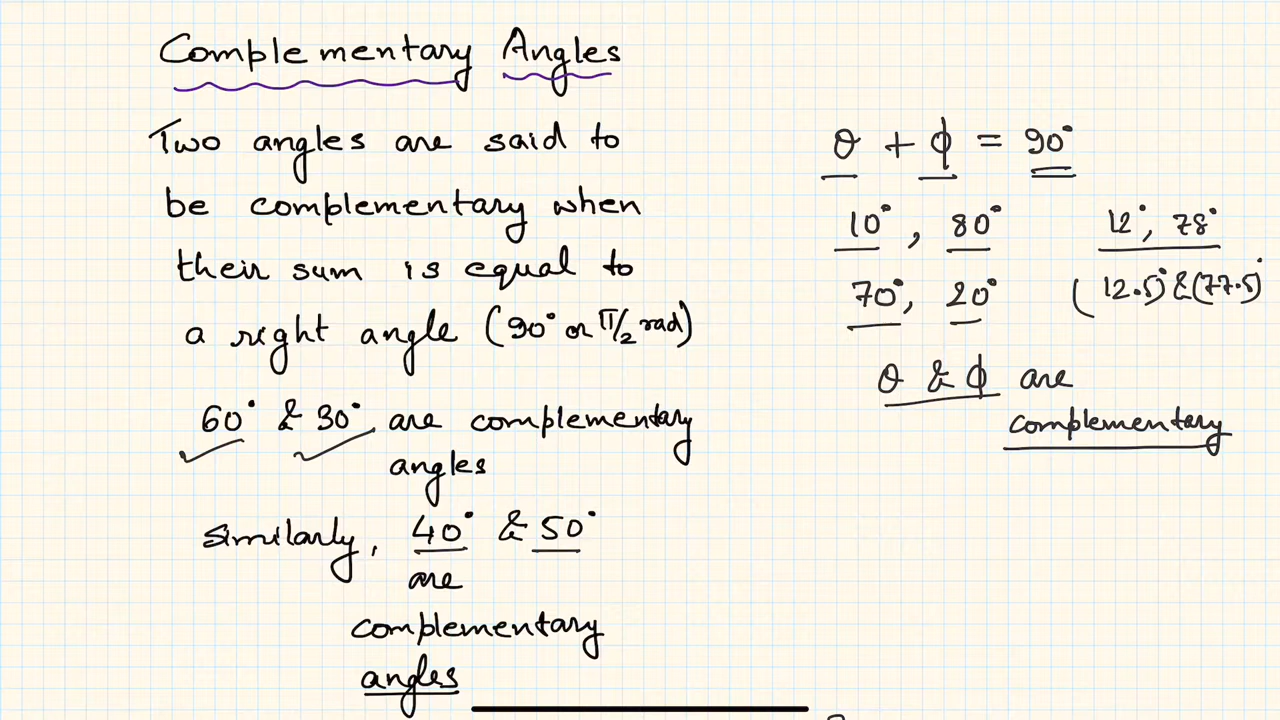 Complementary Angles
Two angles are said to
be complementary when
their sum is equal to
a right angle (90° or π/2 rad)
60° & 30° are complementary
angles
Similarly, 40° & 50°
are
complementary
angles
θ + ϕ = 90°
10°, 80° 12°, 78°
70°, 20° (12.5)° & (77.5)°
θ & ϕ are
complementary